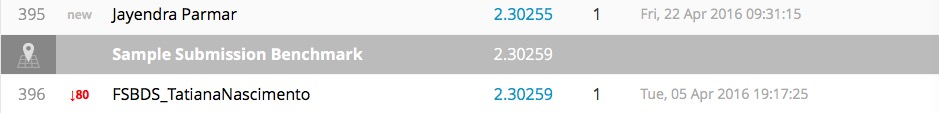 395 new Jayendra Parmar 2.30255 1 Fri, 22 Apr 2016 09:31:15
Sample Submission Benchmark 2.30259
396 ↓80 FSBDS_TatianaNascimento 2.30259 1 Tue, 05 Apr 2016 19:17:25